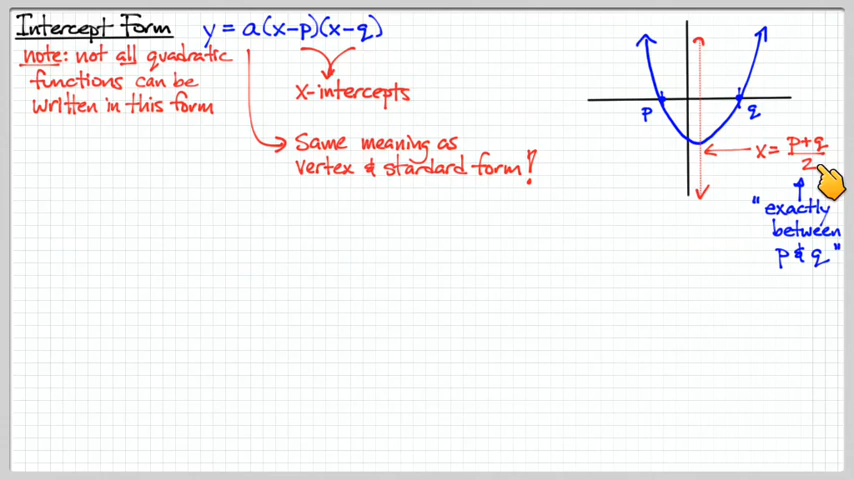 Intercept Form y = a(x-p)(x-q)
note: not all quadratic
functions can be
written in this form
x-intercepts
Same meaning as
vertex & standard form!
p
q
x = p+q
2
"exactly
between
p & q"